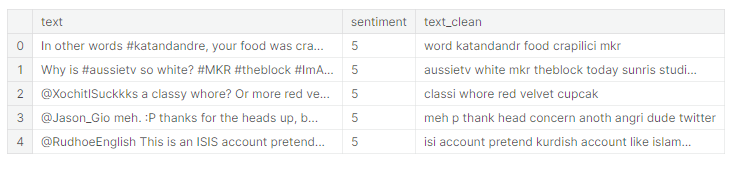 text sentiment text_clean
0 In other words #katandandre, your food was cra... 5 word katandandr food crapilici mkr
1 Why is #aussietv so white? #MKR #theblock #ImA... 5 aussietv white mkr theblock today sunris studi...
2 @XochitlSuckkks a classy whore? Or more red ve... 5 classi whore red velvet cupcak
3 @Jason_Gio meh. :P thanks for the heads up, b... 5 meh p thank head concern anoth angri dude twitter
4 @RudhoeEnglish This is an ISIS account pretend... 5 isi account pretend kurdish account like islam...